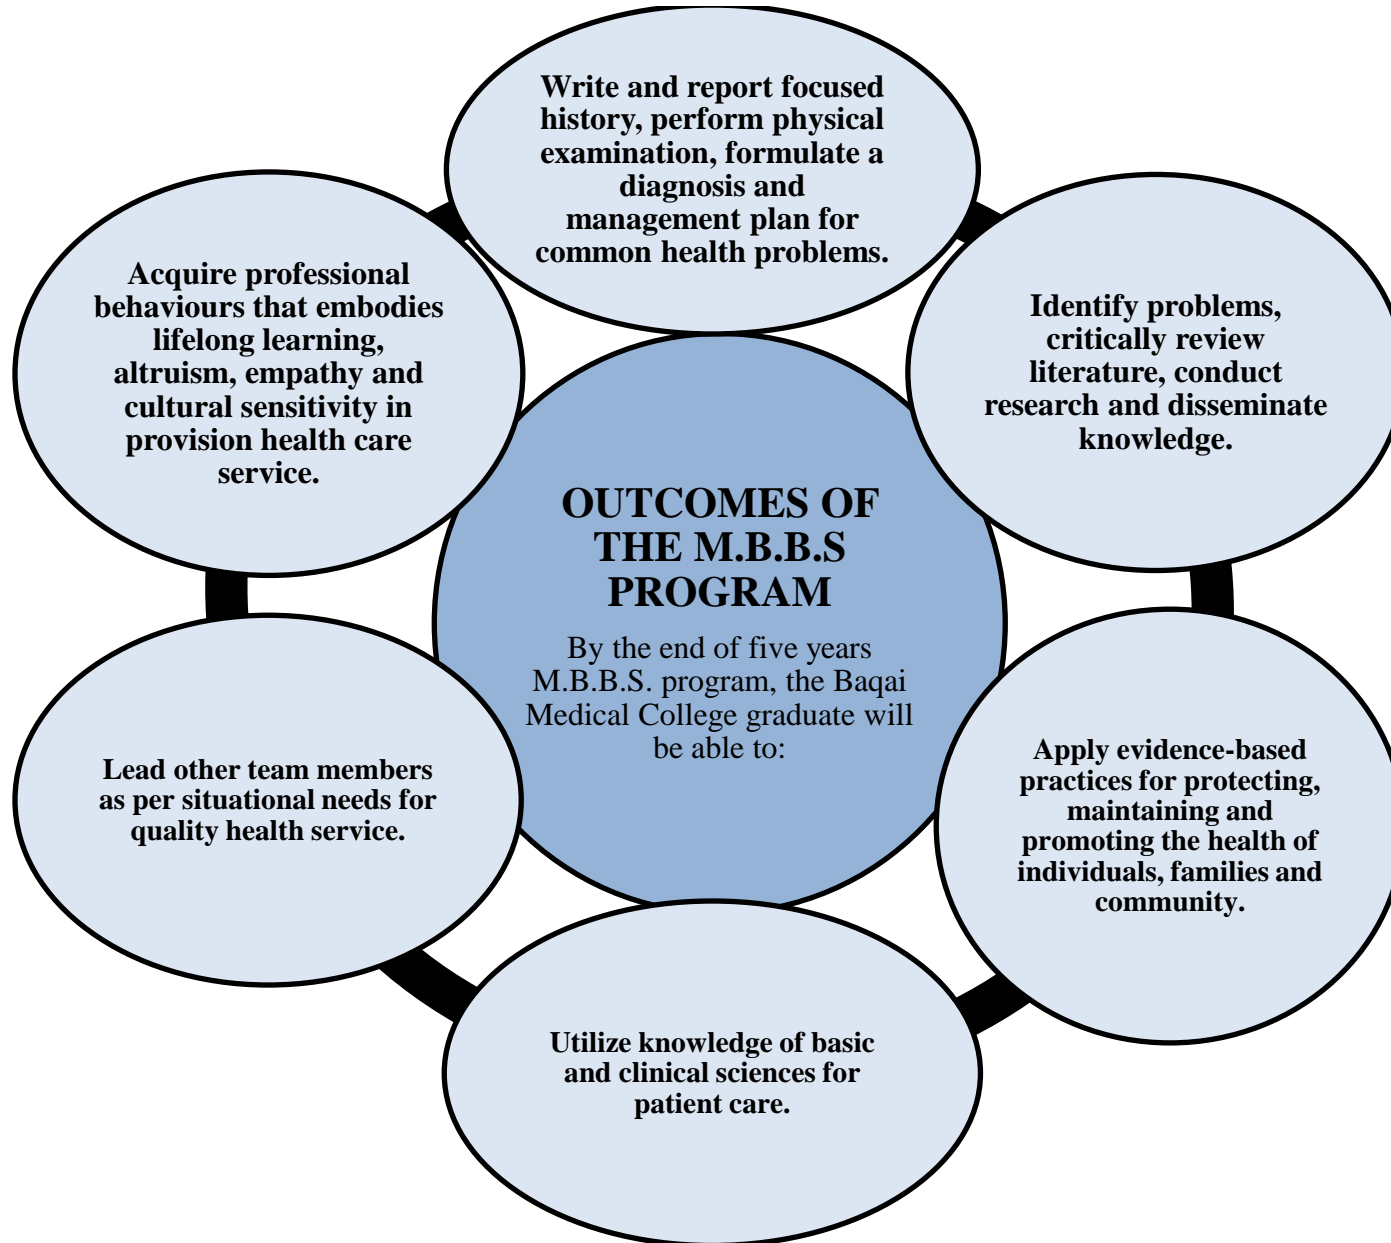 Write and report focused
history, perform physical
examination, formulate a
diagnosis and
management plan for
common health problems.
Identify problems,
critically review
literature, conduct
research and disseminate
knowledge.
Apply evidence-based
practices for protecting,
maintaining and
promoting the health of
individuals, families and
community.
Utilize knowledge of basic
and clinical sciences for
patient care.
Lead other team members
as per situational needs for
quality health service.
Acquire professional
behaviours that embodies
lifelong learning,
altruism, empathy and
cultural sensitivity in
provision health care
service.
OUTCOMES OF
THE M.B.B.S
PROGRAM
By the end of five years
M.B.B.S. program, the Baqai
Medical College graduate will
be able to: